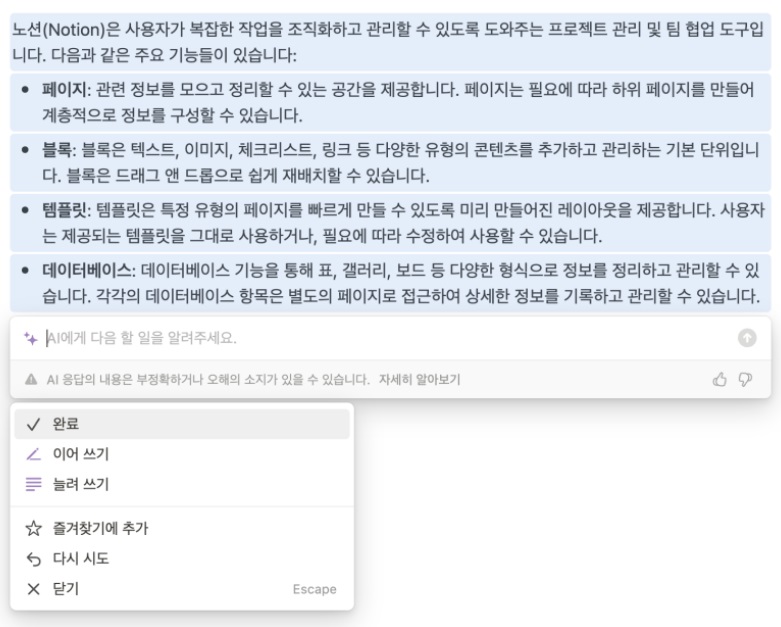 노션(Notion)은 사용자가 복잡한 작업을 조직화하고 관리할 수 있도록 도와주는 프로젝트 관리 및 팀 협업 도구입
니다. 다음과 같은 주요 기능들이 있습니다:
• 페이지: 관련 정보를 모으고 정리할 수 있는 공간을 제공합니다. 페이지는 필요에 따라 하위 페이지를 만들어
계층적으로 정보를 구성할 수 있습니다.
• 블록: 블록은 텍스트, 이미지, 체크리스트, 링크 등 다양한 유형의 콘텐츠를 추가하고 관리하는 기본 단위입니
다. 블록은 드래그 앤 드롭으로 쉽게 재배치할 수 있습니다.
• 템플릿: 템플릿은 특정 유형의 페이지를 빠르게 만들 수 있도록 미리 만들어진 레이아웃을 제공합니다. 사용자
는 제공되는 템플릿을 그대로 사용하거나, 필요에 따라 수정하여 사용할 수 있습니다.
• 데이터베이스: 데이터베이스 기능을 통해 표, 갤러리, 보드 등 다양한 형식으로 정보를 정리하고 관리할 수 있
습니다. 각각의 데이터베이스 항목은 별도의 페이지로 접근하여 상세한 정보를 기록하고 관리할 수 있습니다.
AI에게 다음 할 일을 알려주세요.
AI 응답의 내용은 부정확하거나 오해의 소지가 있을 수 있습니다. 자세히 알아보기
완료
이어 쓰기
늘려 쓰기
즐겨찾기에 추가
다시 시도
닫기 Escape